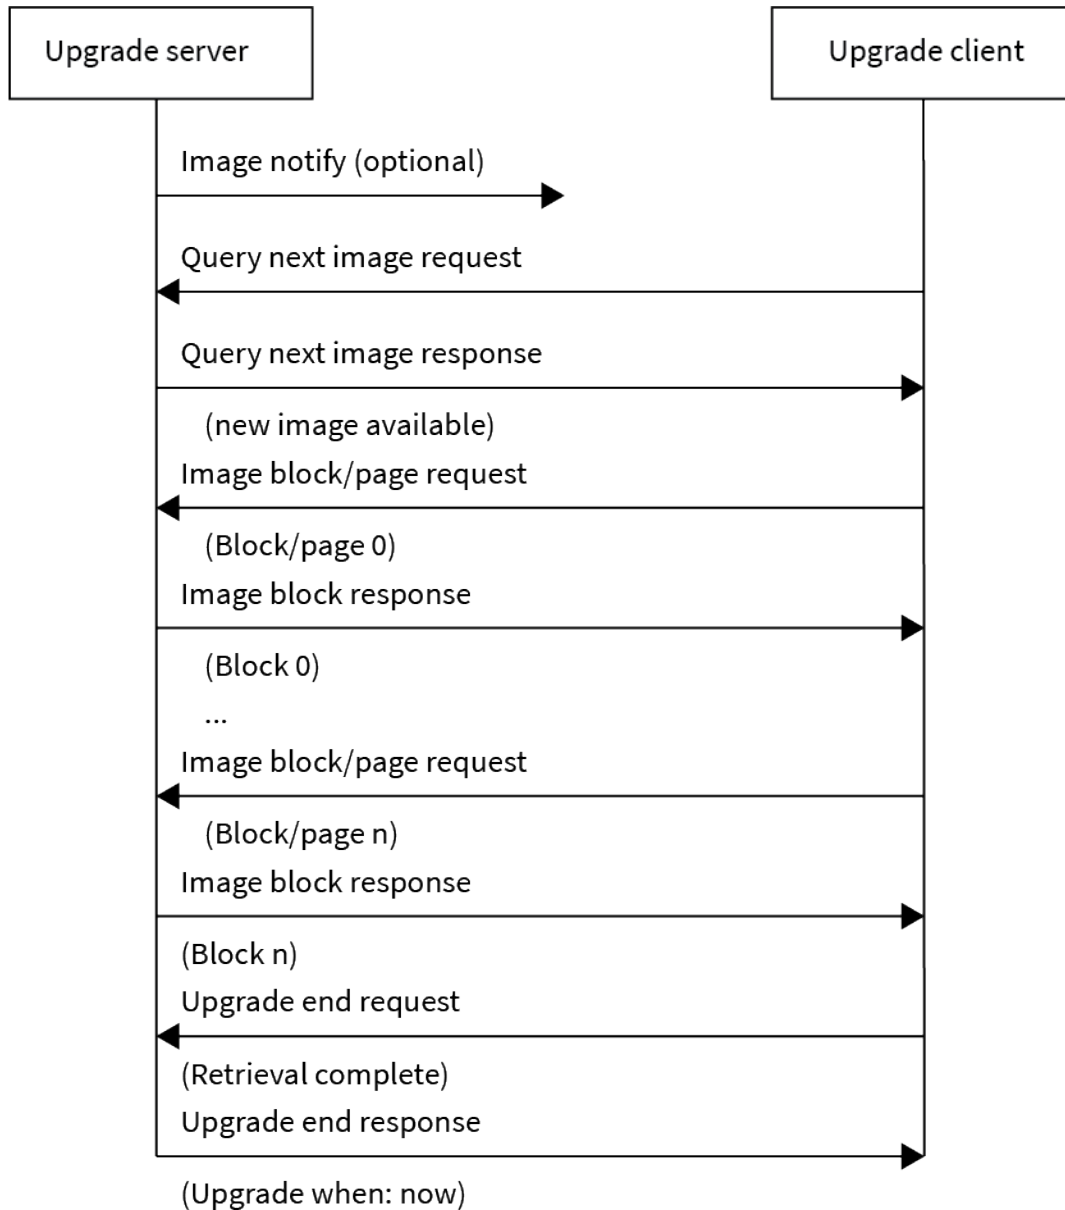 Upgrade server
Upgrade client
Image notify (optional)
Query next image request
Query next image response
(new image available)
Image block/page request
(Block/page 0)
Image block response
(Block 0)
...
Image block/page request
(Block/page n)
Image block response
(Block n)
Upgrade end request
(Retrieval complete)
Upgrade end response
(Upgrade when: now)